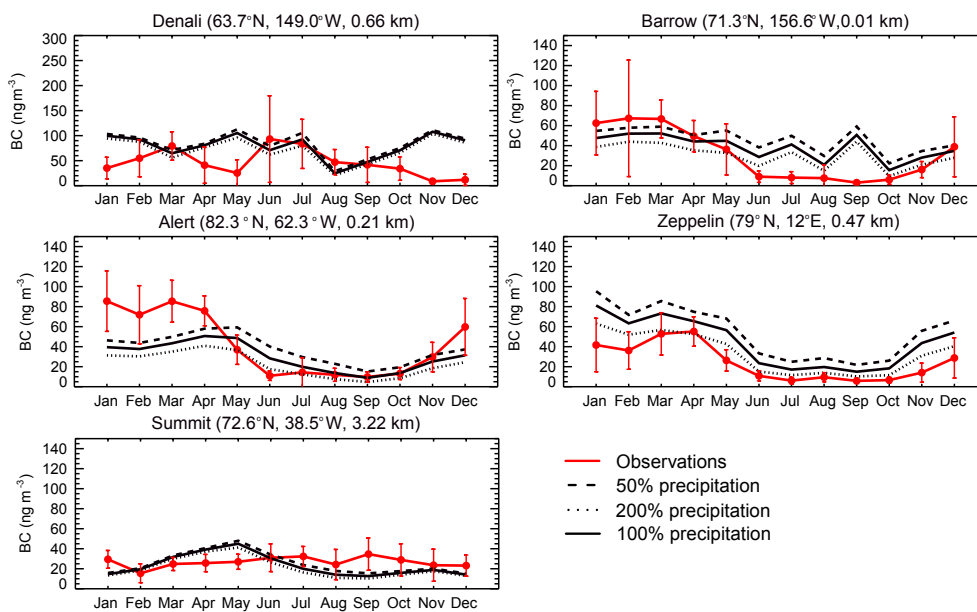 Denali (63.7°N, 149.0°W, 0.66 km)
BC (ng m⁻³)
300
250
200
150
100
50
0
Jan Feb Mar Apr May Jun Jul Aug Sep Oct Nov Dec
Barrow (71.3°N, 156.6°W,0.01 km)
BC (ng m⁻³)
140
120
100
80
60
40
20
0
Jan Feb Mar Apr May Jun Jul Aug Sep Oct Nov Dec
Alert (82.3°N, 62.3°W, 0.21 km)
BC (ng m⁻³)
140
120
100
80
60
40
20
0
Jan Feb Mar Apr May Jun Jul Aug Sep Oct Nov Dec
Zeppelin (79°N, 12°E, 0.47 km)
BC (ng m⁻³)
140
120
100
80
60
40
20
0
Jan Feb Mar Apr May Jun Jul Aug Sep Oct Nov Dec
Summit (72.6°N, 38.5°W, 3.22 km)
BC (ng m⁻³)
140
120
100
80
60
40
20
0
Jan Feb Mar Apr May Jun Jul Aug Sep Oct Nov Dec
Observations
50% precipitation
200% precipitation
100% precipitation